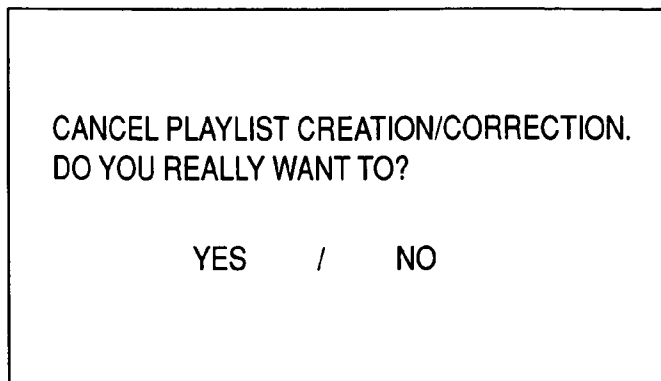 CANCEL PLAYLIST CREATION/CORRECTION.
DO YOU REALLY WANT TO?
YES / NO